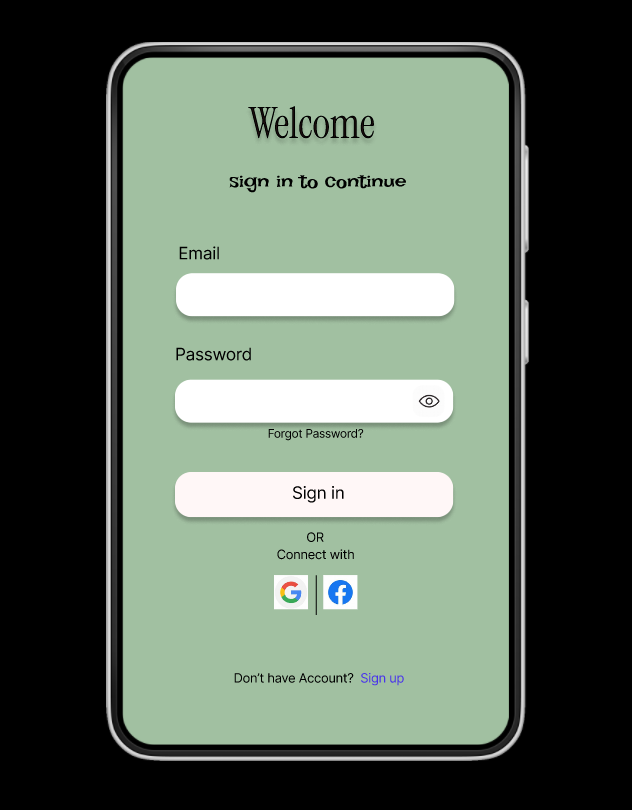 Welcome
Sign in to Continue
Email
Password
Forgot Password?
Sign in
OR
Connect with
Don't have Account? Sign up